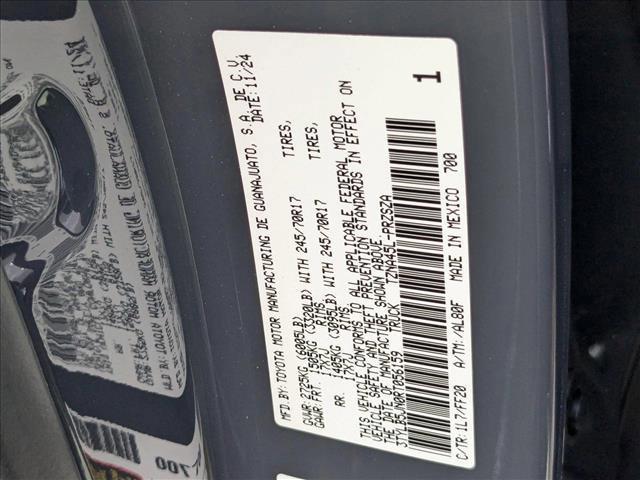 MFD.BY:TOYOTA MOTOR MANUFACTURING DE GUANAJUATO, S.A. DE C.V.
DATE:11/24
GVWR:2725KG (6005LB)
GAWR:FRT. 1505KG (3320LB) WITH 245/70R17 TIRES,
17X7J RIMS
RR. 1405KG (3095LB) WITH 245/70R17 TIRES,
17X7J RIMS
THIS VEHICLE CONFORMS TO ALL APPLICABLE FEDERAL MOTOR
VEHICLE SAFETY AND THEFT PREVENTION STANDARDS IN EFFECT ON
THE DATE OF MANUFACTURE SHOWN ABOVE.
3TYLB5JN0RT056159 TRUCK TZNA45L-PRZSZA
C/TR:1L7/FF20 A/TM:/AL80F MADE IN MEXICO 700
1